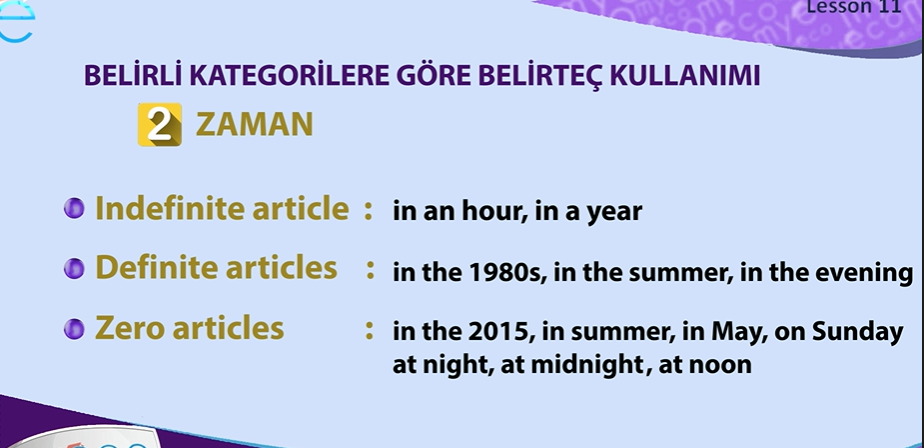 Lesson 11
BELİRLİ KATEGORİLERE GÖRE BELİRTEÇ KULLANIMI
2 ZAMAN
Indefinite article : in an hour, in a year
Definite articles : in the 1980s, in the summer, in the evening
Zero articles : in the 2015, in summer, in May, on Sunday
at night, at midnight, at noon